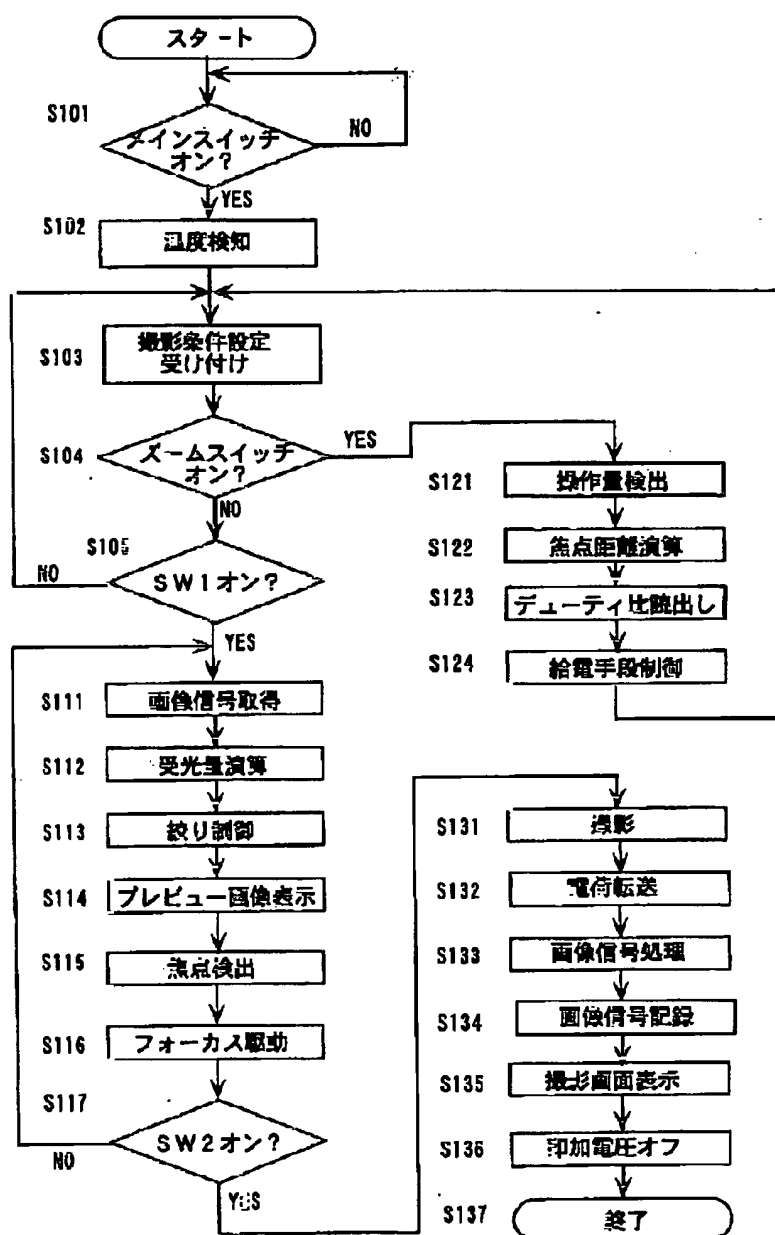 スタート
S101
メインスイッチ
オン？
NO
YES
S102
温度検知
S103
撮影条件設定
受け付け
S104
ズームスイッチ
オン？
YES
NO
S105
SW1オン？
NO
YES
S111
画像信号取得
S112
受光量演算
S113
絞り制御
S114
プレビュー画像表示
S115
焦点検出
S116
フォーカス駆動
S117
SW2オン？
NO
YES
S121
操作量検出
S122
焦点距離演算
S123
デューティ比読出し
S124
給電手段制御
S131
撮影
S132
電荷転送
S133
画像信号処理
S134
画像信号記録
S135
撮影画面表示
S136
印加電圧オフ
S137
終了